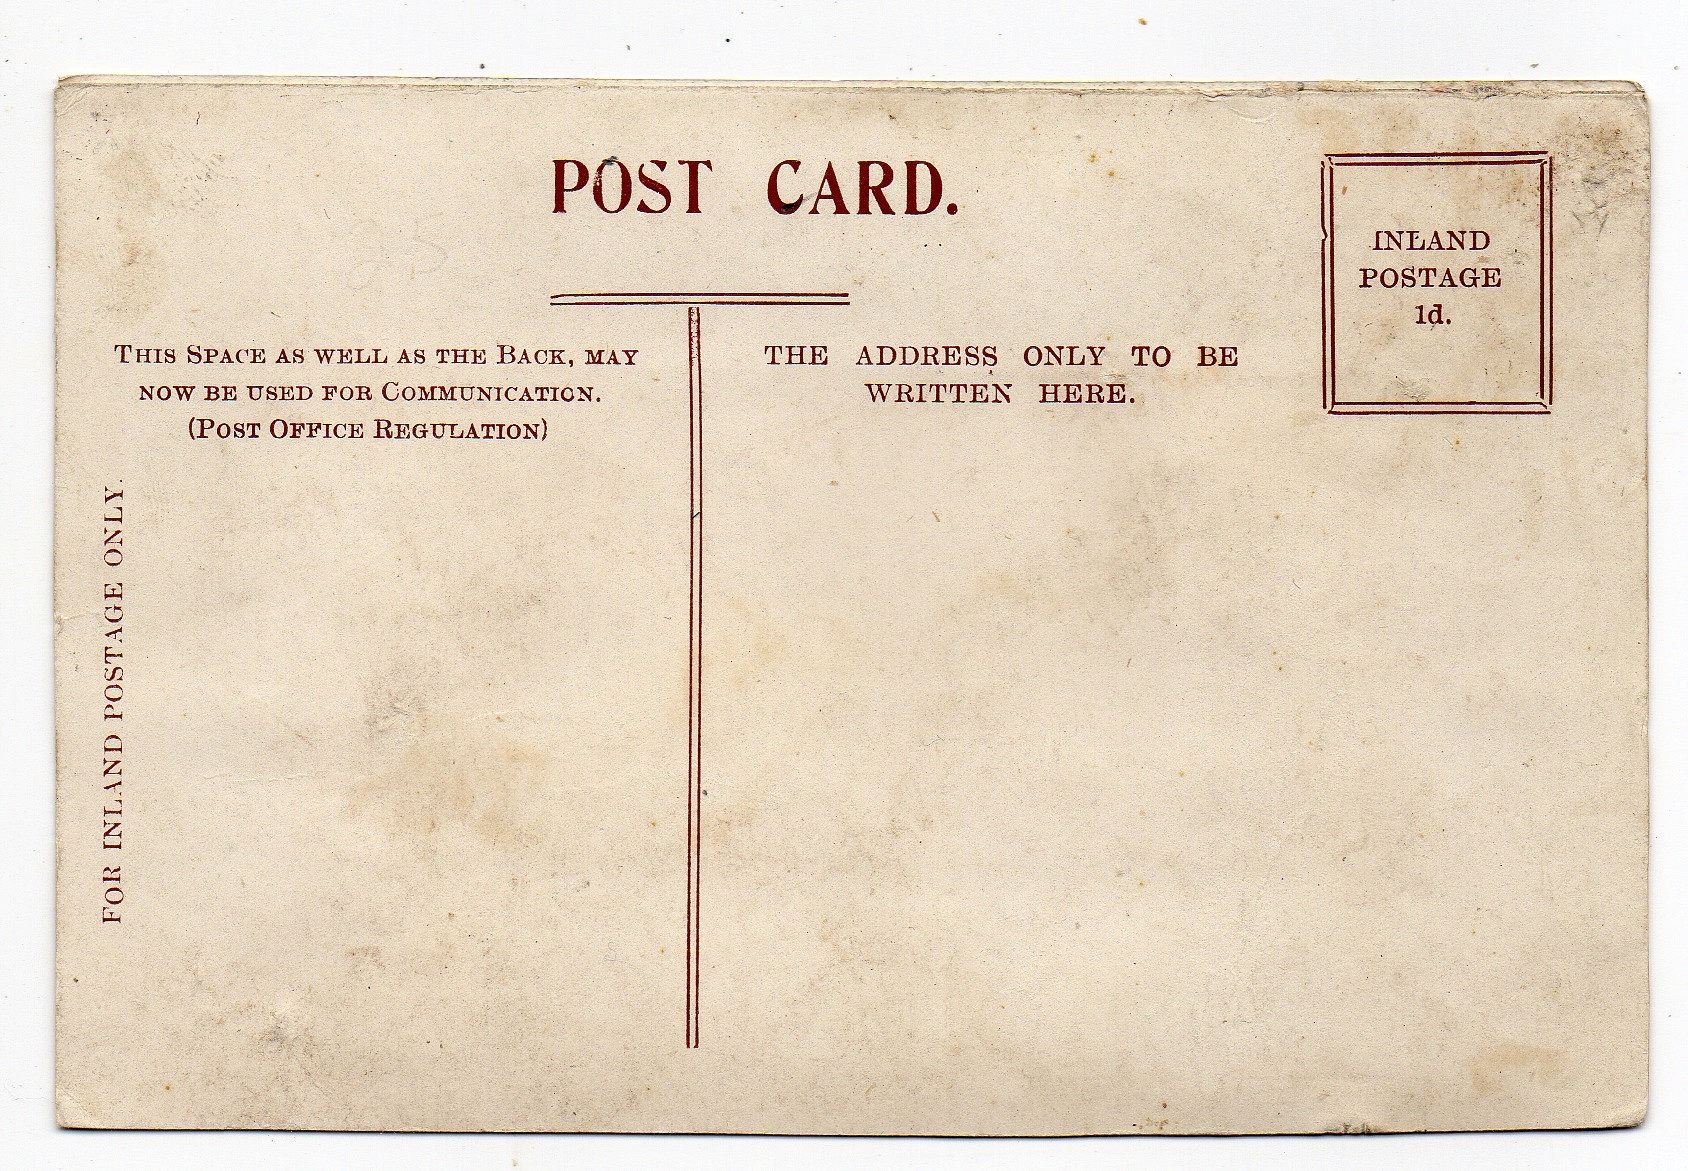 POST CARD.
INLAND
POSTAGE
1d.
THIS SPACE AS WELL AS THE BACK, MAY
NOW BE USED FOR COMMUNICATION.
(POST OFFICE REGULATION)
THE ADDRESS ONLY TO BE
WRITTEN HERE.
FOR INLAND POSTAGE ONLY.